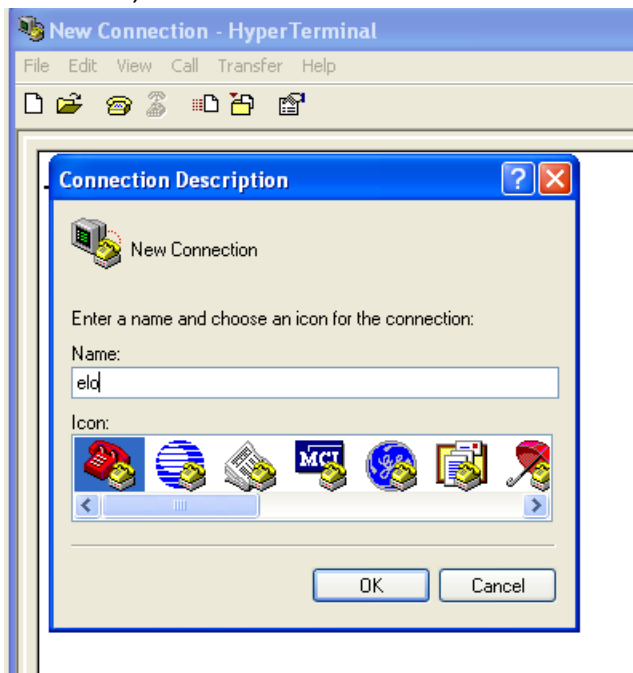 New Connection - HyperTerminal
File Edit View Call Transfer Help
Connection Description
New Connection
Enter a name and choose an icon for the connection:
Name:
elo
Icon:
MCI
OK Cancel